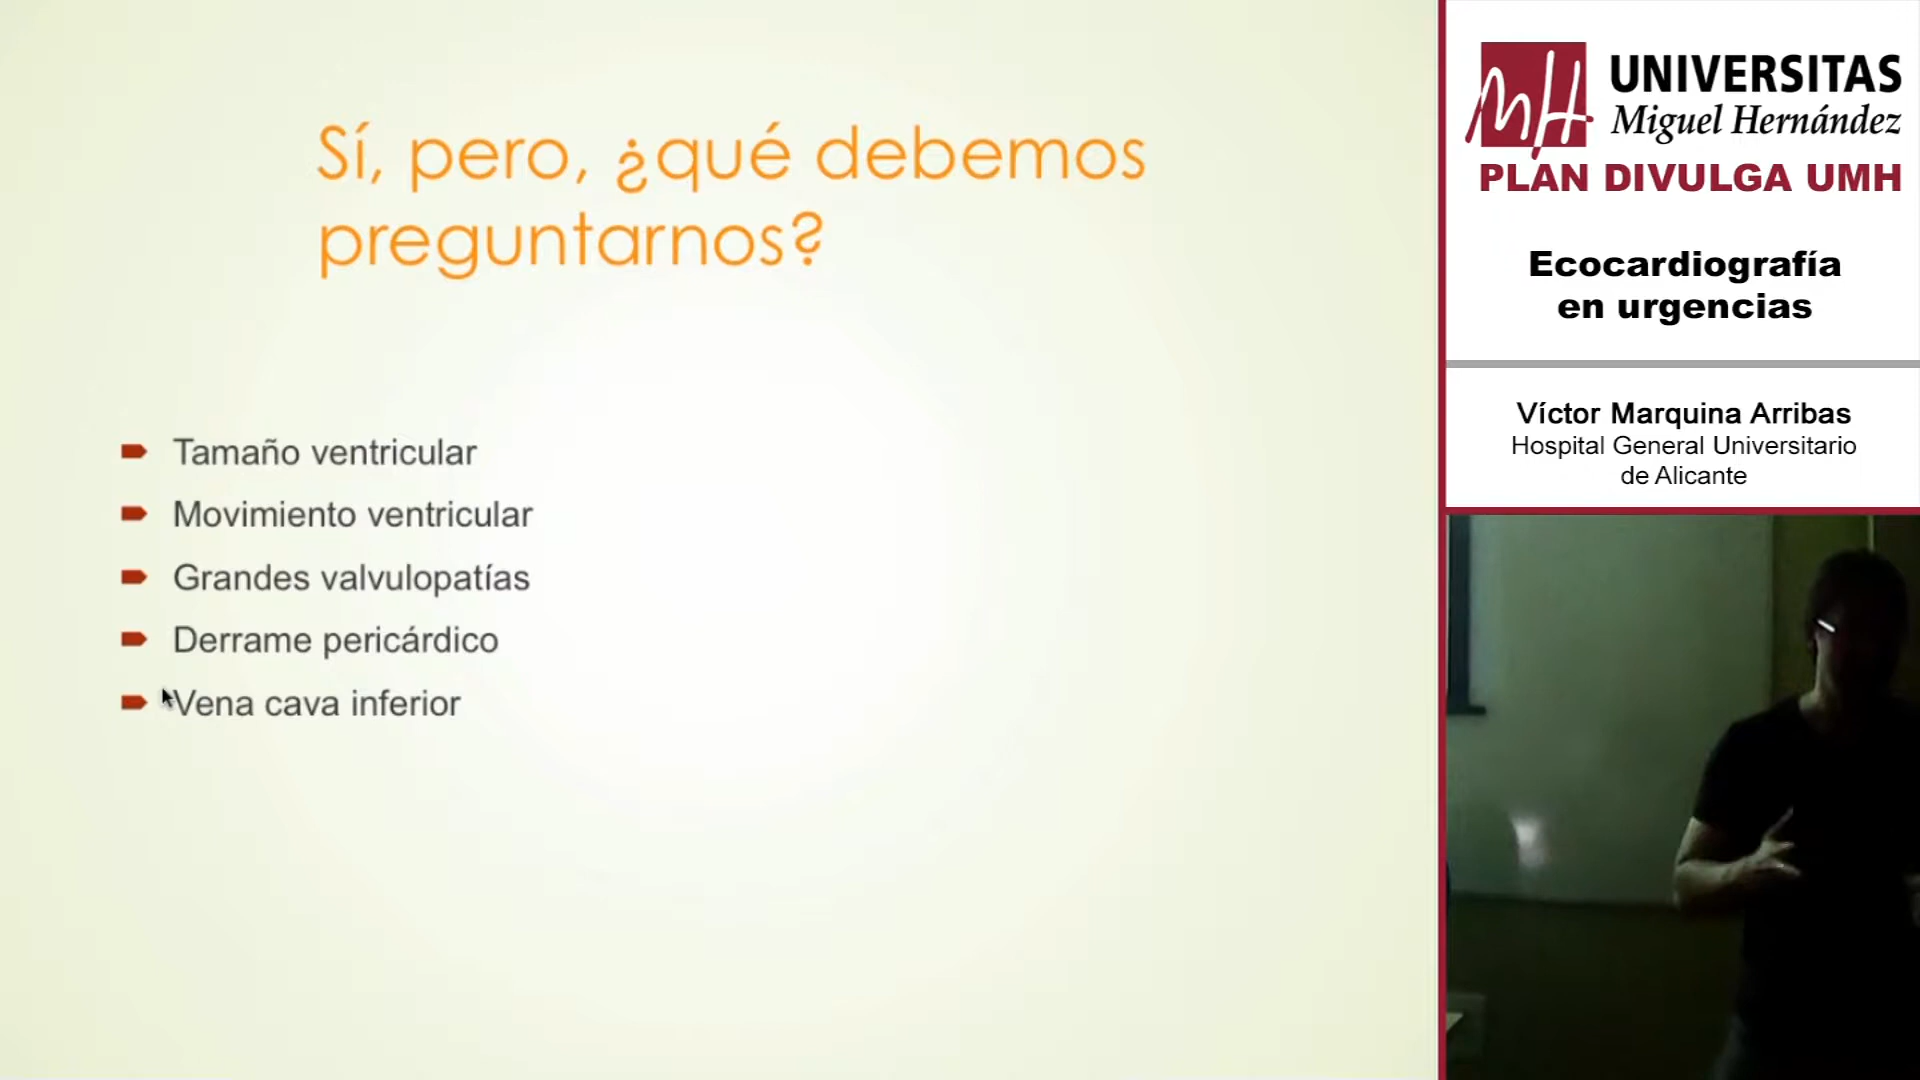 Sí, pero, ¿qué debemos
preguntarnos?
Tamaño ventricular
Movimiento ventricular
Grandes valvulopatías
Derrame pericárdico
Vena cava inferior
MH
UNIVERSITAS
Miguel Hernández
PLAN DIVULGA UMH
Ecocardiografía
en urgencias
Víctor Marquina Arribas
Hospital General Universitario
de Alicante